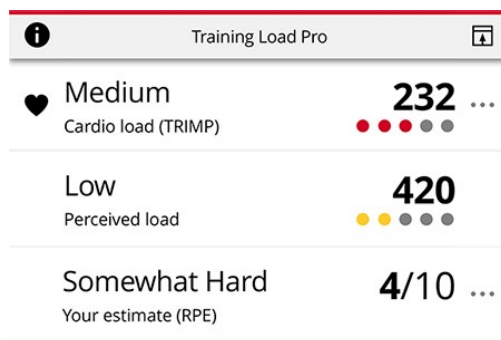 Training Load Pro
Medium 232
Cardio load (TRIMP)
Low 420
Perceived load
Somewhat Hard 4/10
Your estimate (RPE)